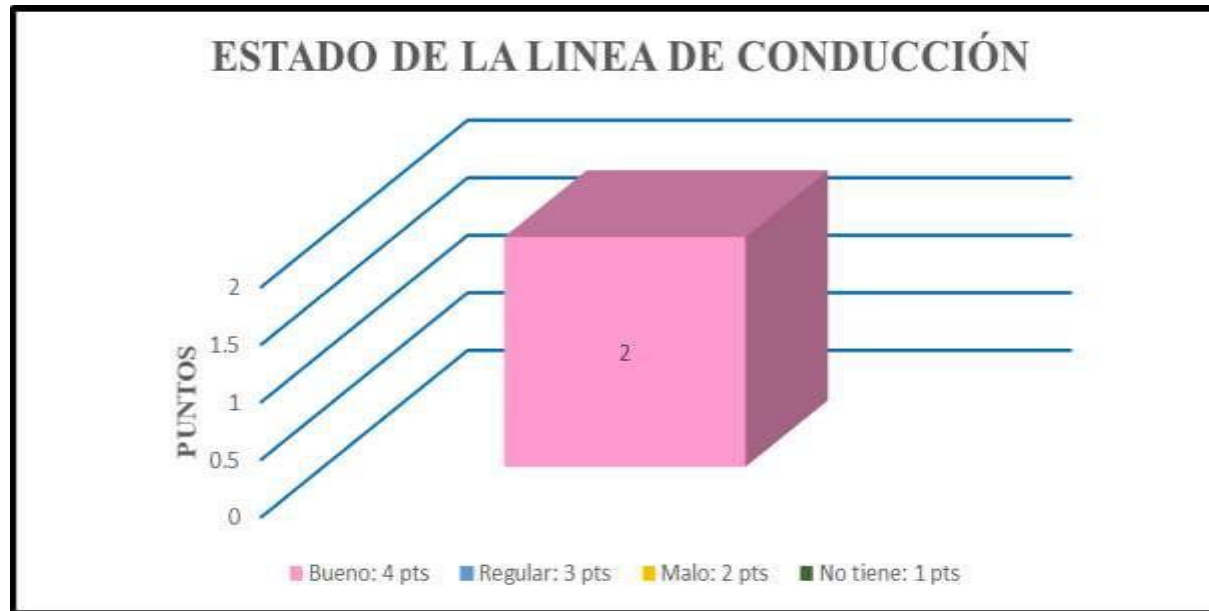 ESTADO DE LA LINEA DE CONDUCCIÓN
PUNTOS
2
1.5
1
0.5
0
2
Bueno: 4 pts Regular: 3 pts Malo: 2 pts No tiene: 1 pts